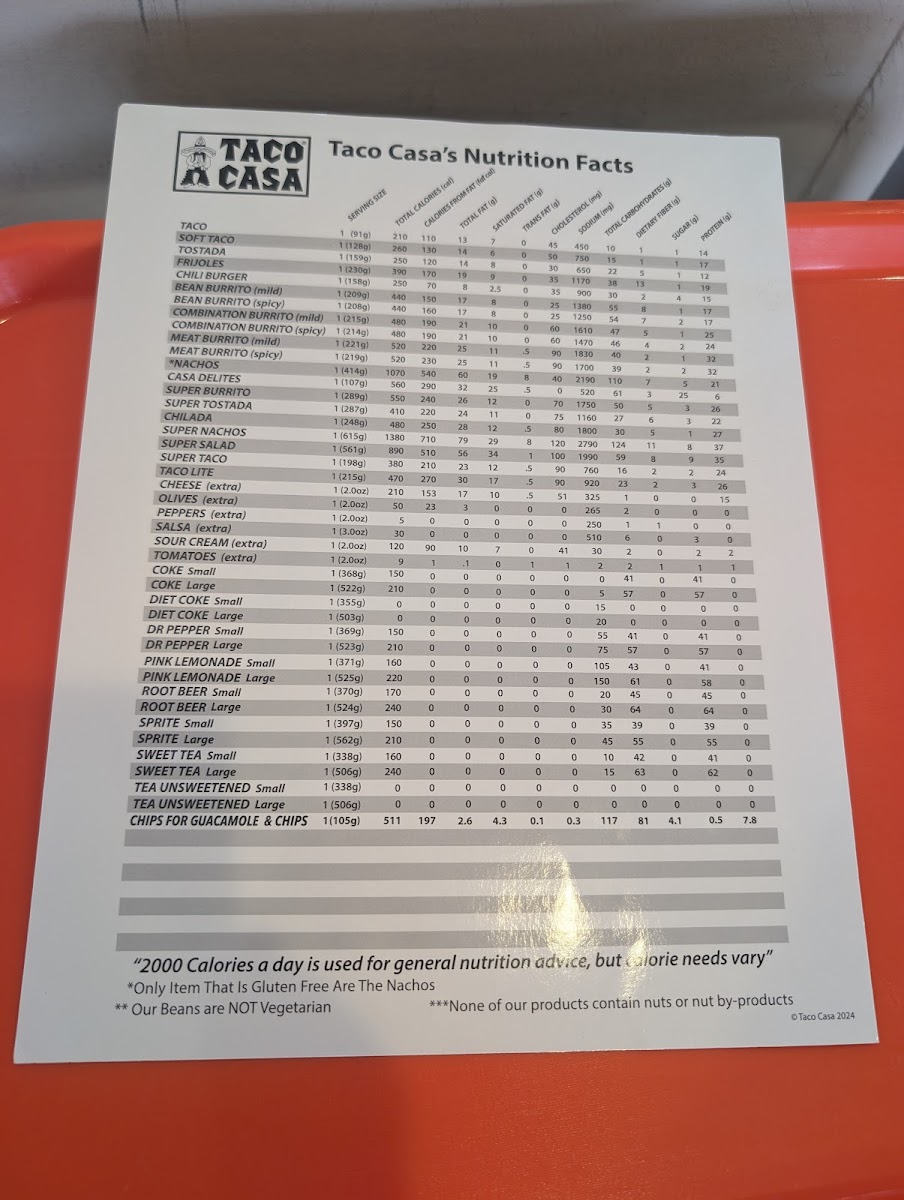 TACO CASA
Taco Casa's Nutrition Facts
SERVING SIZE TOTAL CALORIES (cal) CALORIES FROM FAT (fat cal) TOTAL FAT (g) SATURATED FAT (g) TRANS FAT (g) CHOLESTEROL (mg) SODIUM (mg) TOTAL CARBOHYDRATES (g) DIETARY FIBER (g) SUGAR (g) PROTEIN (g)
TACO 1 (91g) 210 110 13 7 0 45 450 10 1 1 14
SOFT TACO 1 (128g) 260 130 14 6 0 50 750 15 1 1 17
TOSTADA 1 (159g) 250 120 14 8 0 30 650 22 5 1 12
FRIJOLES 1 (230g) 390 170 19 9 0 35 1170 38 13 1 19
CHILI BURGER 1 (158g) 250 70 8 2.5 0 35 900 30 2 4 15
BEAN BURRITO (mild) 1 (209g) 440 150 17 8 0 25 1380 55 8 1 17
BEAN BURRITO (spicy) 1 (208g) 440 160 17 8 0 25 1250 54 7 2 17
COMBINATION BURRITO (mild) 1 (215g) 480 190 21 10 0 60 1610 47 5 1 25
COMBINATION BURRITO (spicy) 1 (214g) 480 190 21 10 0 60 1470 46 4 2 24
MEAT BURRITO (mild) 1 (221g) 520 220 25 11 .5 90 1830 40 2 1 32
MEAT BURRITO (spicy) 1 (219g) 520 230 25 11 .5 90 1700 39 2 2 32
*NACHOS 1 (414g) 1070 540 60 19 8 40 2190 110 7 5 21
CASA DELITES 1 (107g) 560 290 32 25 .5 0 520 61 3 25 6
SUPER BURRITO 1 (289g) 550 240 26 12 0 70 1750 50 5 3 26
SUPER TOSTADA 1 (287g) 410 220 24 11 0 75 1160 27 6 3 22
CHILADA 1 (248g) 480 250 28 12 .5 80 1800 30 5 1 27
SUPER NACHOS 1 (615g) 1380 710 79 29 8 120 2790 124 11 8 37
SUPER SALAD 1 (561g) 890 510 56 34 1 100 1990 59 8 9 35
SUPER TACO 1 (198g) 380 210 23 12 .5 90 760 16 2 2 24
TACO LITE 1 (215g) 470 270 30 17 .5 90 920 23 2 3 26
CHEESE (extra) 1 (2.0oz) 210 153 17 10 .5 51 325 1 0 0 15
OLIVES (extra) 1 (2.0oz) 50 23 3 0 0 0 265 2 0 0 0
PEPPERS (extra) 1 (2.0oz) 5 0 0 0 0 0 250 1 1 0 0
SALSA (extra) 1 (3.0oz) 30 0 0 0 0 0 510 6 0 3 0
SOUR CREAM (extra) 1 (2.0oz) 120 90 10 7 0 41 30 2 0 2 2
TOMATOES (extra) 1 (2.0oz) 9 1 .1 0 1 1 2 2 1 1 1
COKE Small 1 (368g) 150 0 0 0 0 0 0 41 0 41 0
COKE Large 1 (522g) 210 0 0 0 0 0 5 57 0 57 0
DIET COKE Small 1 (355g) 0 0 0 0 0 0 15 0 0 0 0
DIET COKE Large 1 (503g) 0 0 0 0 0 0 20 0 0 0 0
DR PEPPER Small 1 (369g) 150 0 0 0 0 0 55 41 0 41 0
DR PEPPER Large 1 (523g) 210 0 0 0 0 0 75 57 0 57 0
PINK LEMONADE Small 1 (371g) 160 0 0 0 0 0 105 43 0 41 0
PINK LEMONADE Large 1 (525g) 220 0 0 0 0 0 150 61 0 58 0
ROOT BEER Small 1 (370g) 170 0 0 0 0 0 20 45 0 45 0
ROOT BEER Large 1 (524g) 240 0 0 0 0 0 30 64 0 64 0
SPRITE Small 1 (397g) 150 0 0 0 0 0 35 39 0 39 0
SPRITE Large 1 (562g) 210 0 0 0 0 0 45 55 0 55 0
SWEET TEA Small 1 (338g) 160 0 0 0 0 0 10 42 0 41 0
SWEET TEA Large 1 (506g) 240 0 0 0 0 0 15 63 0 62 0
TEA UNSWEETENED Small 1 (338g) 0 0 0 0 0 0 0 0 0 0 0
TEA UNSWEETENED Large 1 (506g) 0 0 0 0 0 0 0 0 0 0 0
CHIPS FOR GUACAMOLE & CHIPS 1(105g) 511 197 2.6 4.3 0.1 0.3 117 81 4.1 0.5 7.8
"2000 Calories a day is used for general nutrition advice, but calorie needs vary"
*Only Item That Is Gluten Free Are The Nachos
** Our Beans are NOT Vegetarian ***None of our products contain nuts or nut by-products
© Taco Casa 2024